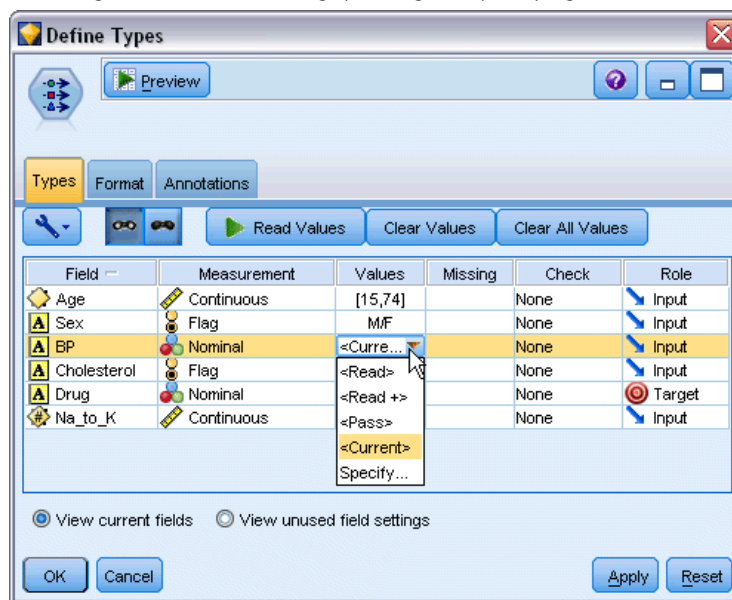 Define Types
Preview
Types Format Annotations
Read Values Clear Values Clear All Values
Field Measurement Values Missing Check Role
Age Continuous [15,74] None Input
A Sex Flag M/F None Input
A BP Nominal <Curre... None Input
A Cholesterol Flag None Input
A Drug Nominal None Target
# Na_to_K Continuous None Input
<Read>
<Read +>
<Pass>
<Current>
Specify...
View current fields View unused field settings
OK Cancel Apply Reset